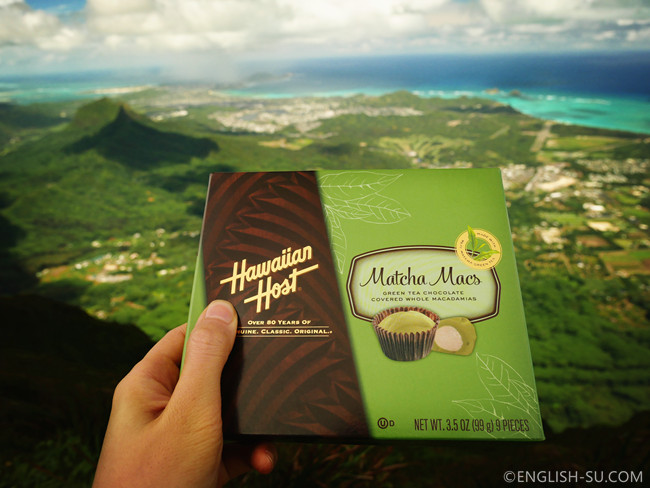 Hawaiian
Host
OVER 80 YEARS OF
UINE. CLASSIC. ORIGINAL.
Matcha Macs
GREEN TEA CHOCOLATE
COVERED WHOLE MACADAMIAS
U D
NET WT. 3.5 OZ (99 g) 9 PIECES
©ENGLISH-SU.COM